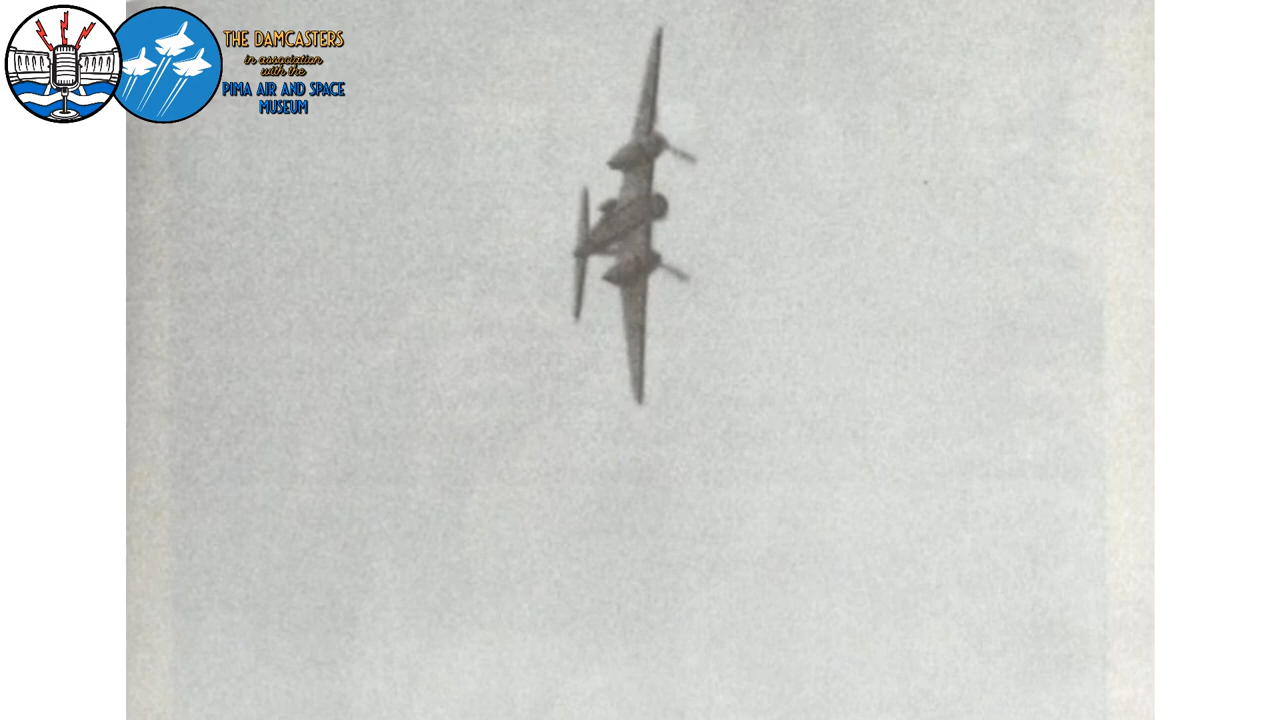 THE DAMCASTERS
in association
with the
PIMA AIR AND SPACE
MUSEUM